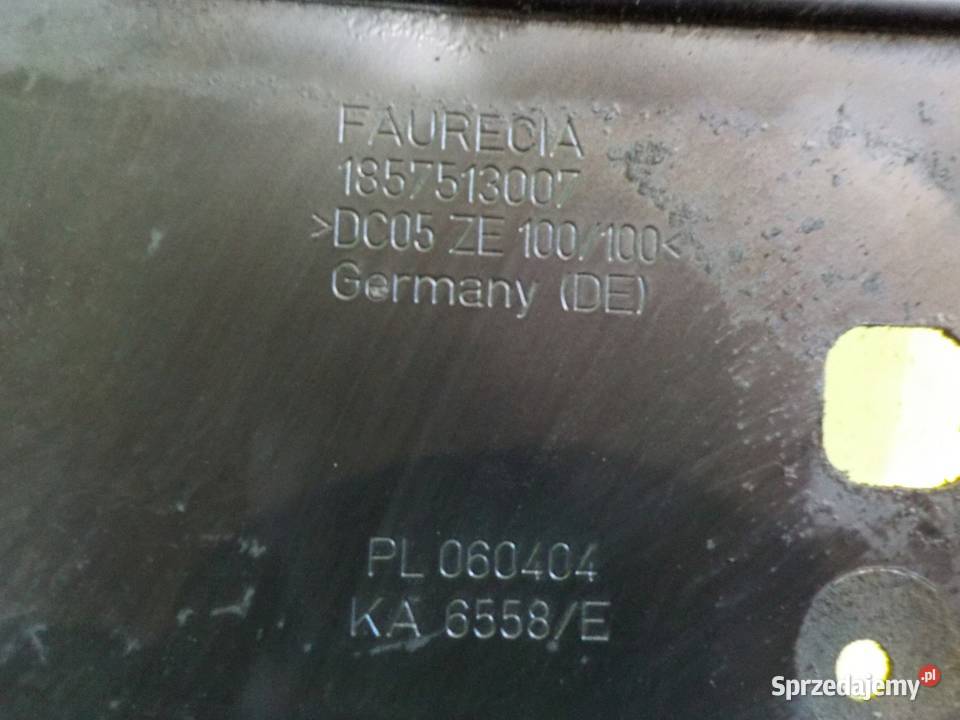 FAURECIA
1857513007
>DC05 ZE 100/100<
Germany (DE)
PL 060404
KA 6558/E
Sprzedajemy.pl